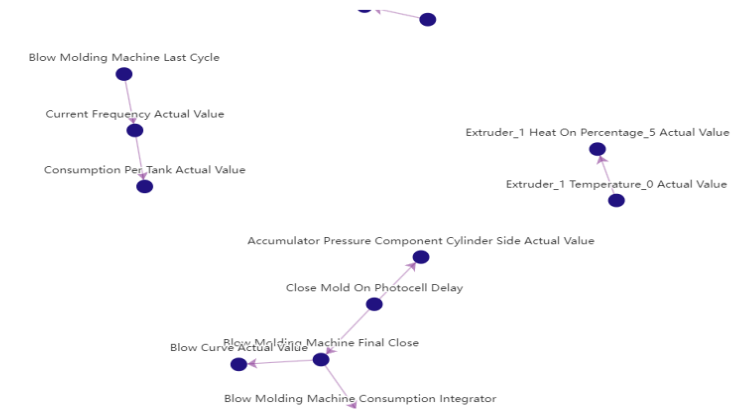 Blow Molding Machine Last Cycle
Current Frequency Actual Value
Extruder_1 Heat On Percentage_5 Actual Value
Consumption Per Tank Actual Value
Extruder_1 Temperature_0 Actual Value
Accumulator Pressure Component Cylinder Side Actual Value
Close Mold On Photocell Delay
Blow Molding Machine Final Close
Blow Curve Actual Value
Blow Molding Machine Consumption Integrator